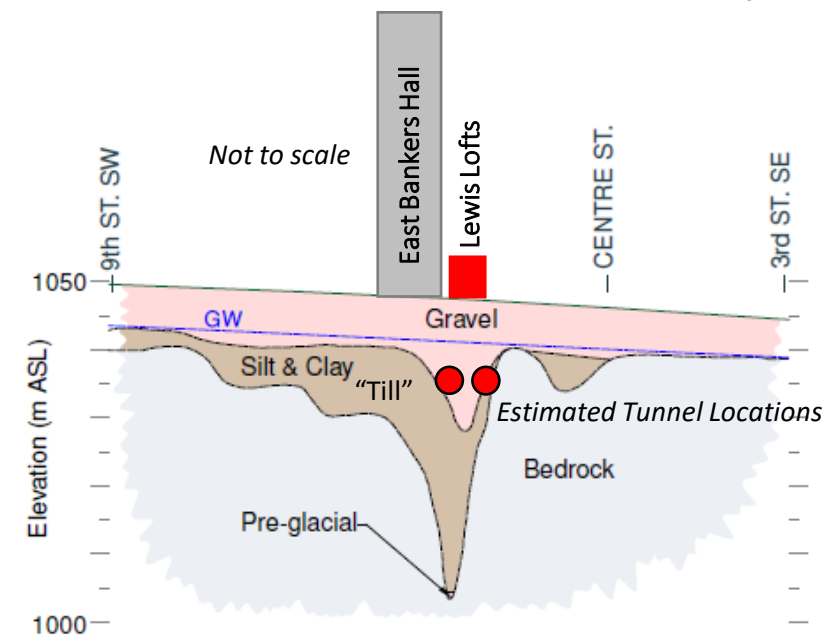 East Bankers Hall
Lewis Lofts
Not to scale
9th ST. SW
CENTRE ST.
3rd ST. SE
1050
Gravel
GW
Silt & Clay
“Till”
Estimated Tunnel Locations
Elevation (m ASL)
Bedrock
Pre-glacial
1000